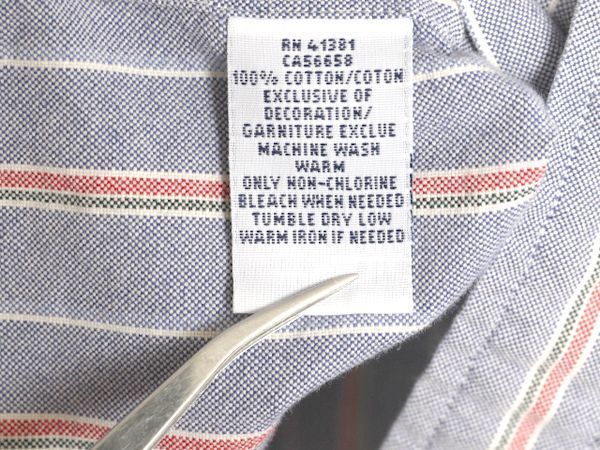 RN 41381
CA56658
100% COTTON/COTON
EXCLUSIVE OF
DECORATION/
GARNITURE EXCLUE
MACHINE WASH
WARM
ONLY NON-CHLORINE
BLEACH WHEN NEEDED
TUMBLE DRY LOW
WARM IRON IF NEEDED